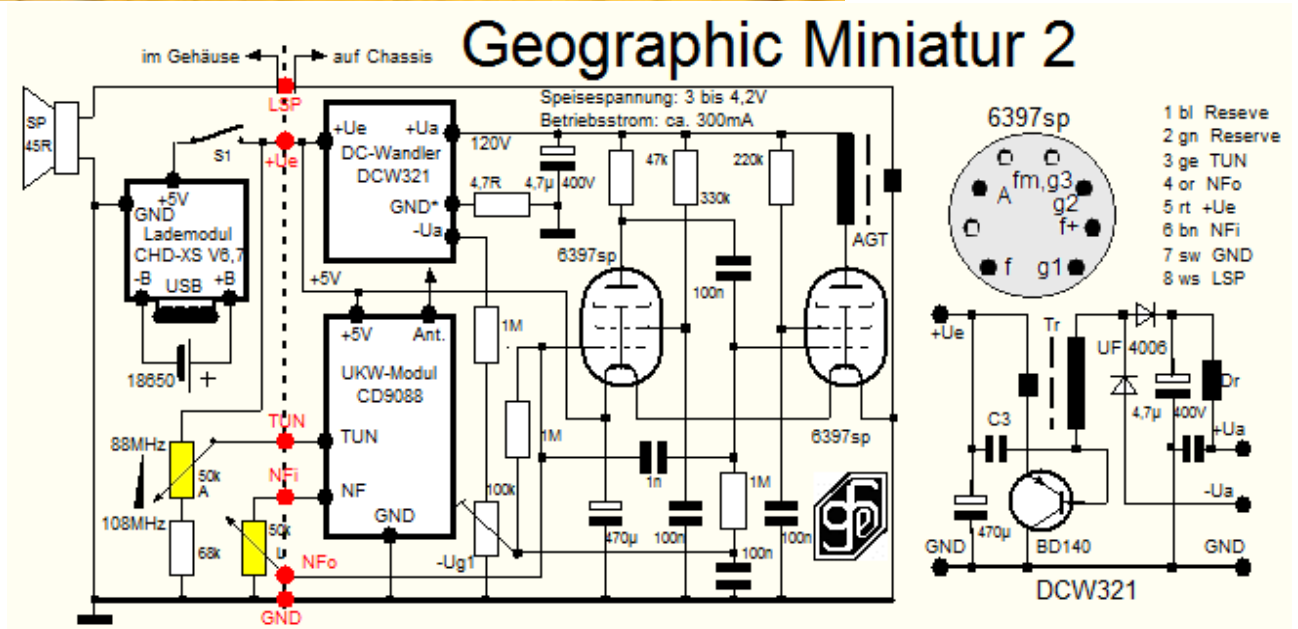 Geographic Miniatur 2
im Gehäuse
auf Chassis
LSP
SP
45R
S1
+Ue
+5V
GND
Lademodul
CHD-XS V6,7
-B
USB
+B
18650
+
+Ue
+Ua
DC-Wandler
DCW321
GND*
-Ua
120V
4,7R
4,7µ
400V
Speisespannung: 3 bis 4,2V
Betriebsstrom: ca. 300mA
47k
330k
220k
AGT
6397sp
100n
+5V
+5V
Ant.
UKW-Modul
CD9088
TUN
NF
GND
1M
1M
100k
-Ug1
1n
1M
470µ
100n
100n
100n
6397sp
TUN
NFi
NFo
GND
88MHz
50k
A
108MHz
68k
50k
6397sp
A
fm,g3
g2
f+
g1
f
1 bl Reseve
2 gn Reserve
3 ge TUN
4 or NFo
5 rt +Ue
6 bn NFi
7 sw GND
8 ws LSP
+Ue
Tr
UF 4006
Dr
C3
4,7µ
400V
+Ua
-Ua
470µ
BD140
GND
GND
DCW321